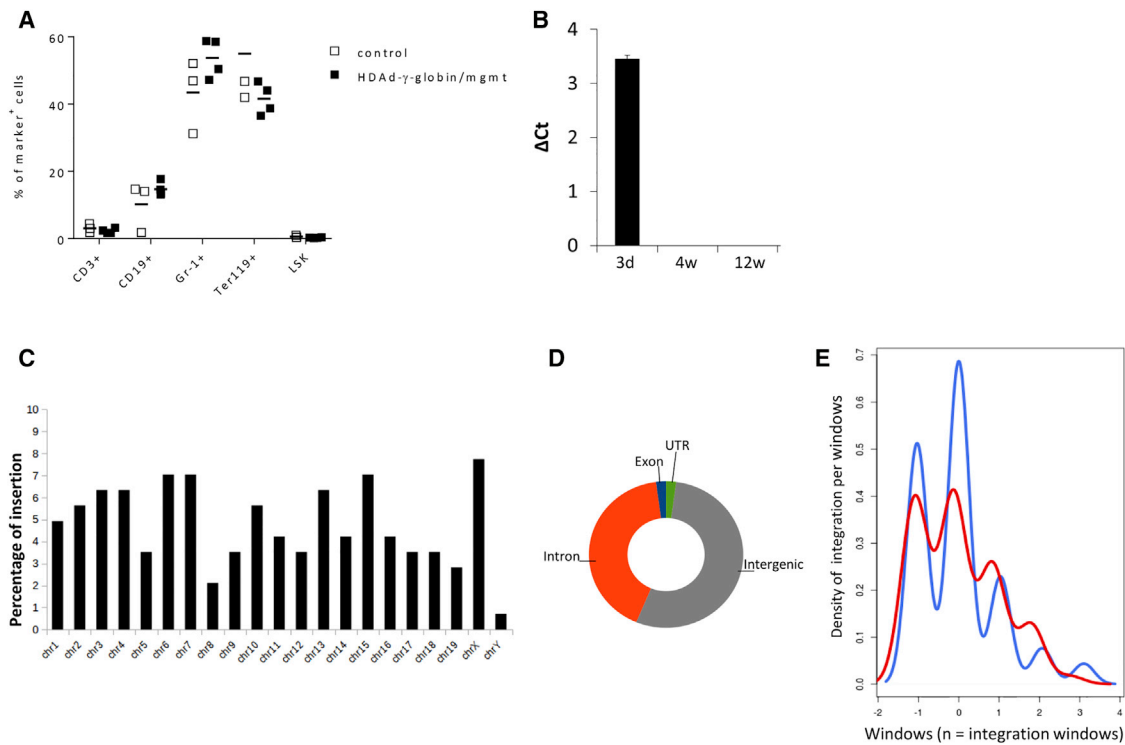 A
% of marker+ cells
60
40
20
0
CD3+
CD19+
Gr-1+
Ter119+
LSK
control
HDAd-γ-globin/mgmt
B
ΔCt
4
3
2
1
0
3d 4w 12w
C
Percentage of insertion
10
9
8
7
6
5
4
3
2
1
0
chr1 chr2 chr3 chr4 chr5 chr6 chr7 chr8 chr9 chr10 chr11 chr12 chr13 chr14 chr15 chr16 chr17 chr18 chr19 chrX chrY
D
UTR
Exon
Intron
Intergenic
E
Density of integration per windows
0.7
0.6
0.5
0.4
0.3
0.2
0.1
0.0
-2 -1 0 1 2 3 4
Windows (n = integration windows)